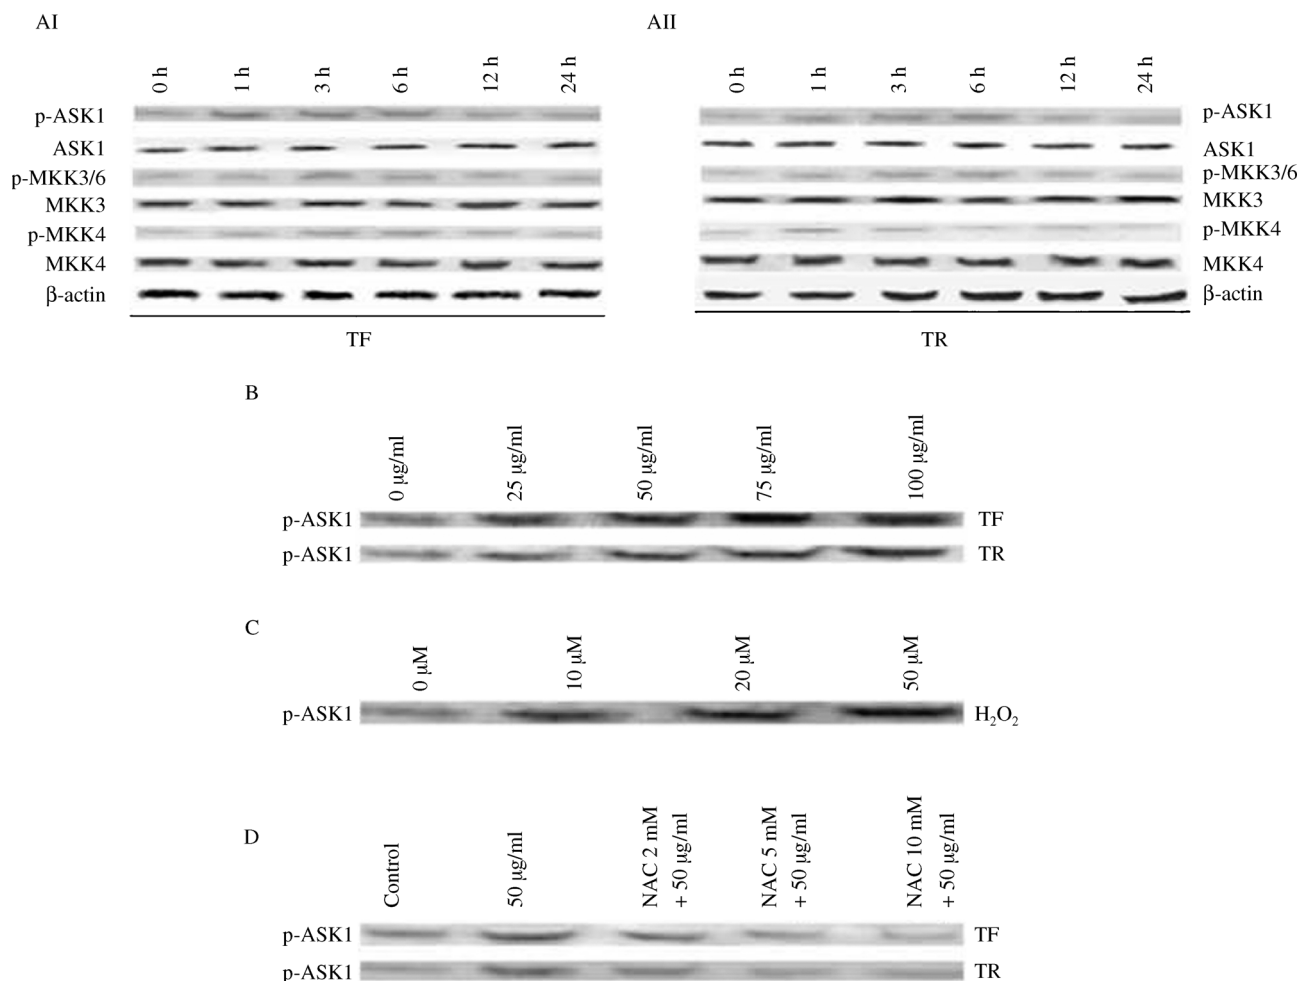 AI
AII
0 h 1 h 3 h 6 h 12 h 24 h
0 h 1 h 3 h 6 h 12 h 24 h
p-ASK1
ASK1
p-MKK3/6
MKK3
p-MKK4
MKK4
β-actin
TF
p-ASK1
ASK1
p-MKK3/6
MKK3
p-MKK4
MKK4
β-actin
TR
B
0 μg/ml 25 μg/ml 50 μg/ml 75 μg/ml 100 μg/ml
p-ASK1 TF
p-ASK1 TR
C
0 μM 10 μM 20 μM 50 μM
p-ASK1 H₂O₂
D
Control
50 μg/ml
NAC 2 mM
+ 50 μg/ml
NAC 5 mM
+ 50 μg/ml
NAC 10 mM
+ 50 μg/ml
p-ASK1 TF
p-ASK1 TR